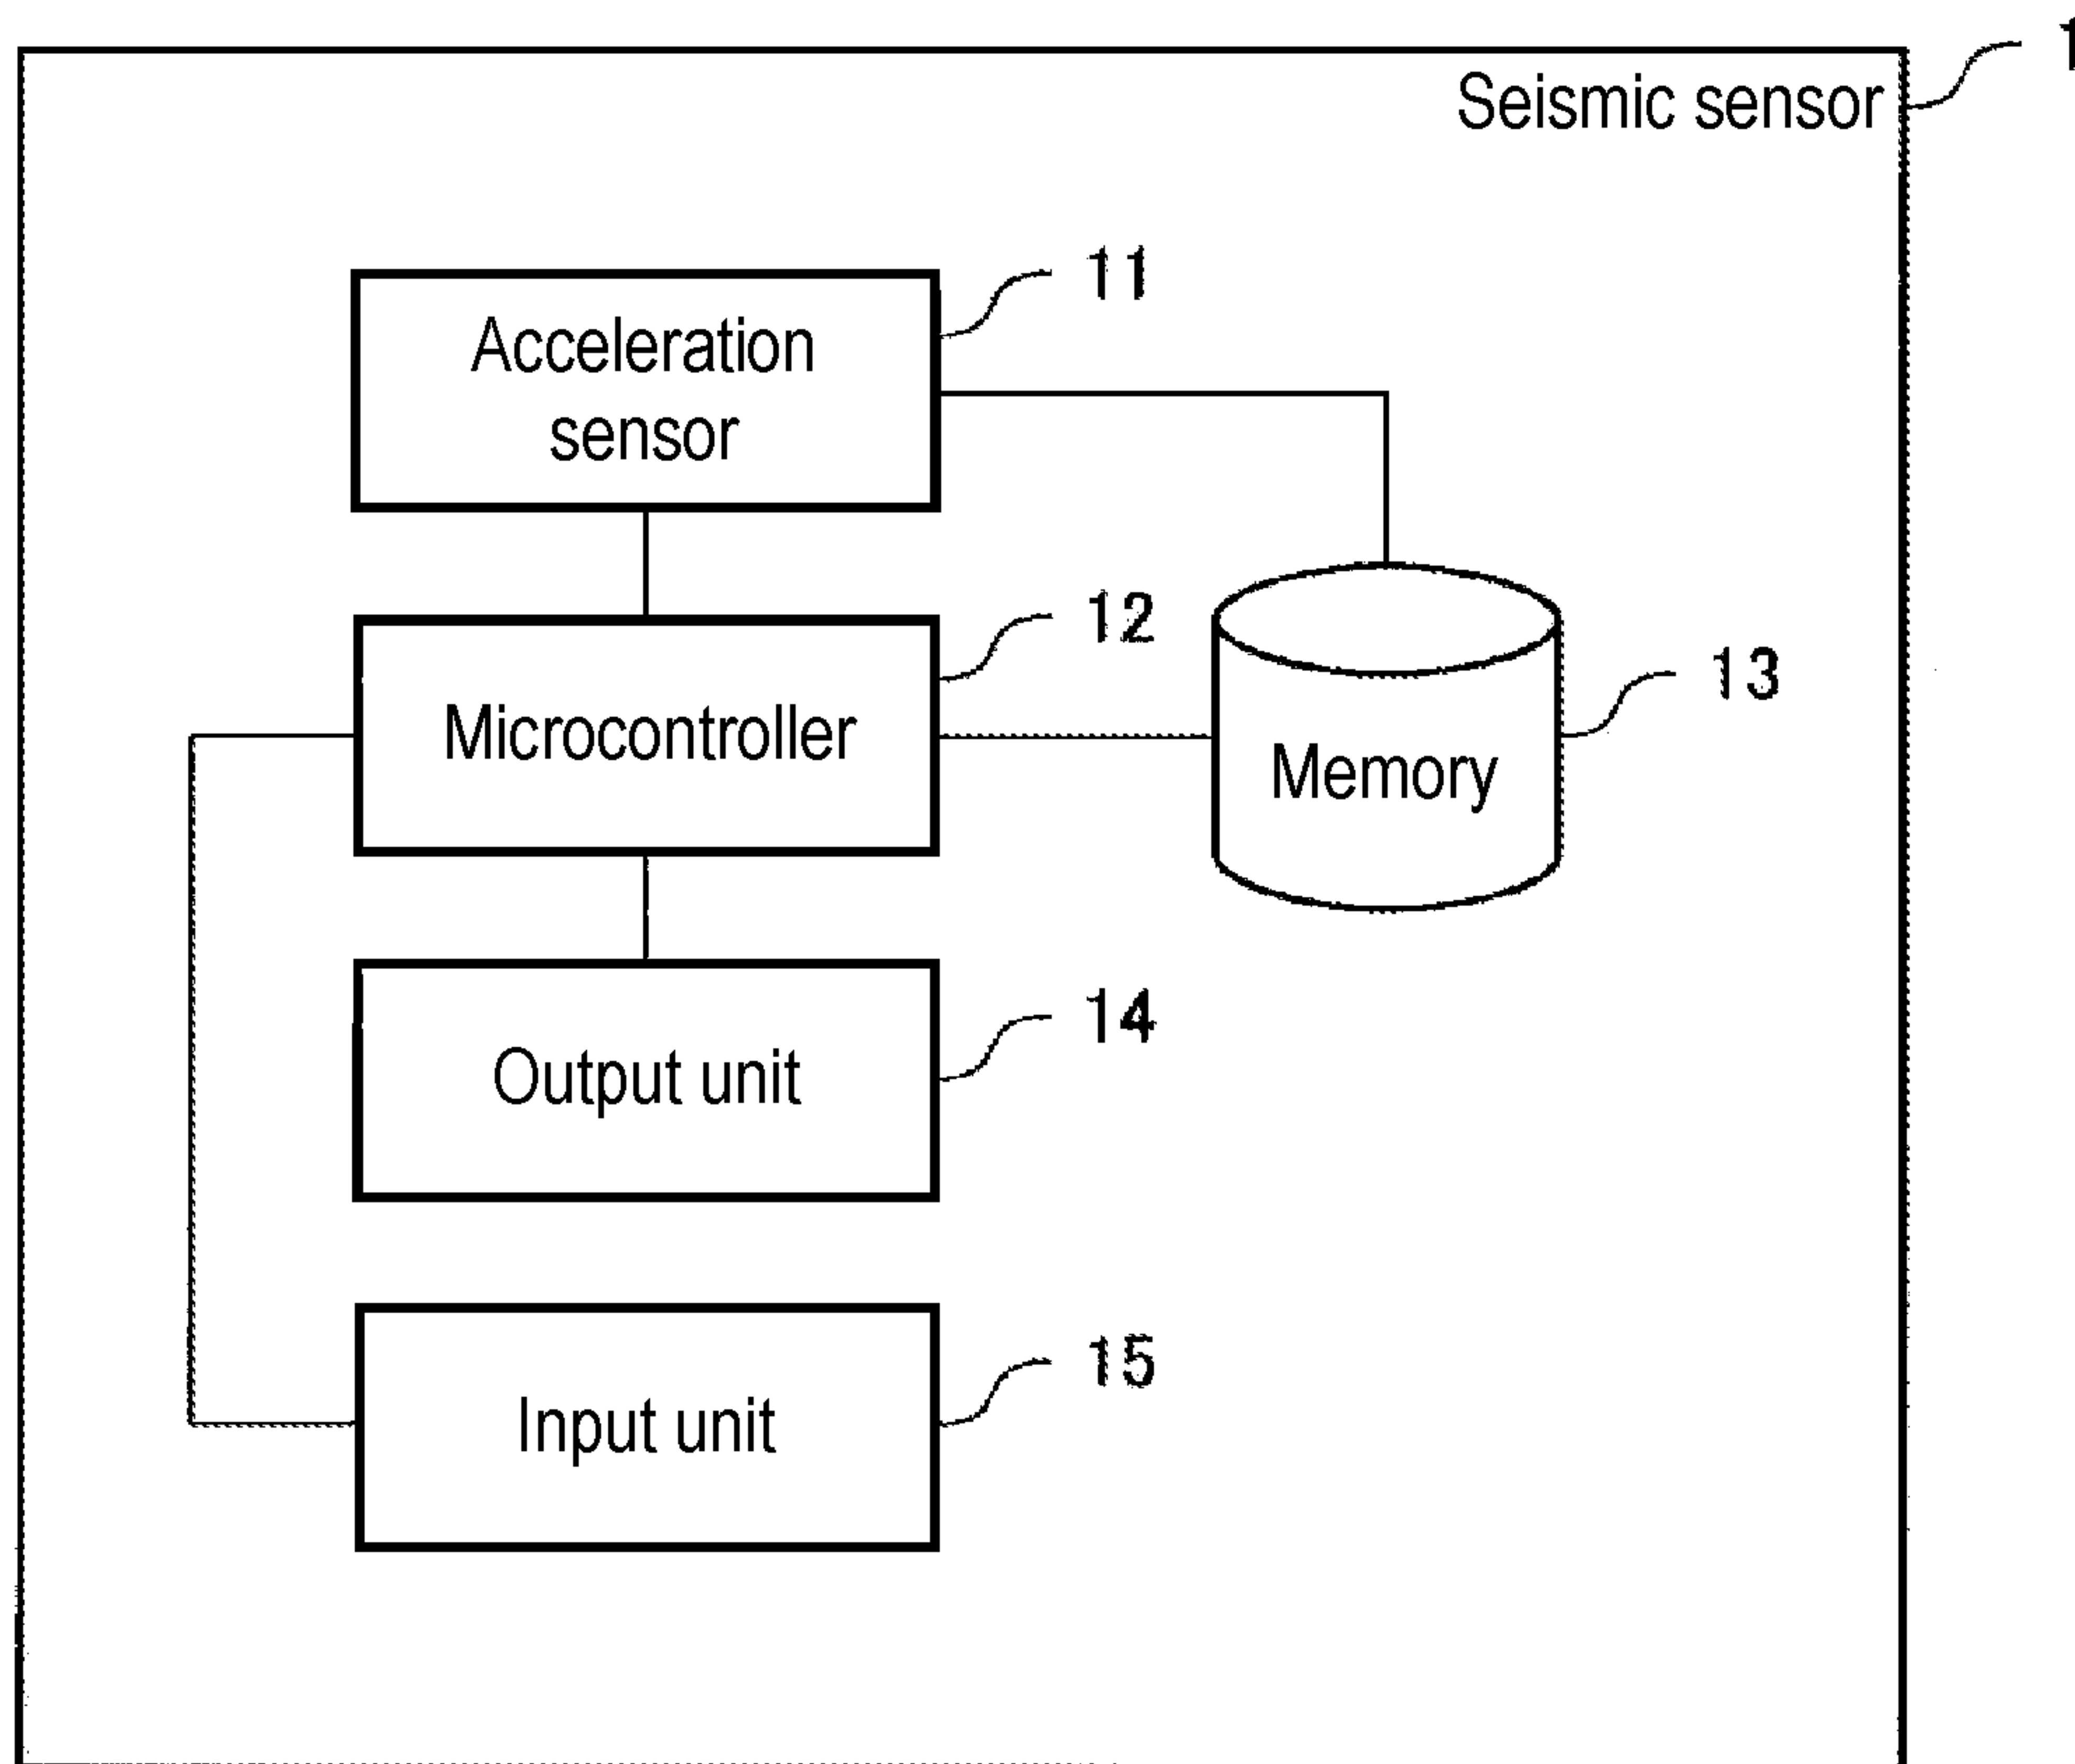 1
Seismic sensor
11
Acceleration
sensor
12
Microcontroller
13
Memory
14
Output unit
15
Input unit